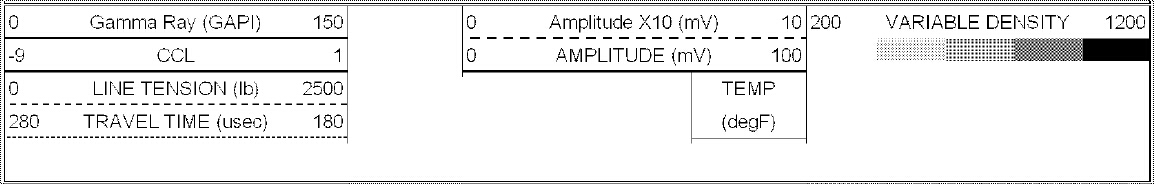 0 Gamma Ray (GAPI) 150 0 Amplitude X10 (mV) 10 200 VARIABLE DENSITY 1200
-9 CCL 1 0 AMPLITUDE (mV) 100
0 LINE TENSION (lb) 2500 TEMP
280 TRAVEL TIME (usec) 180 (degF)